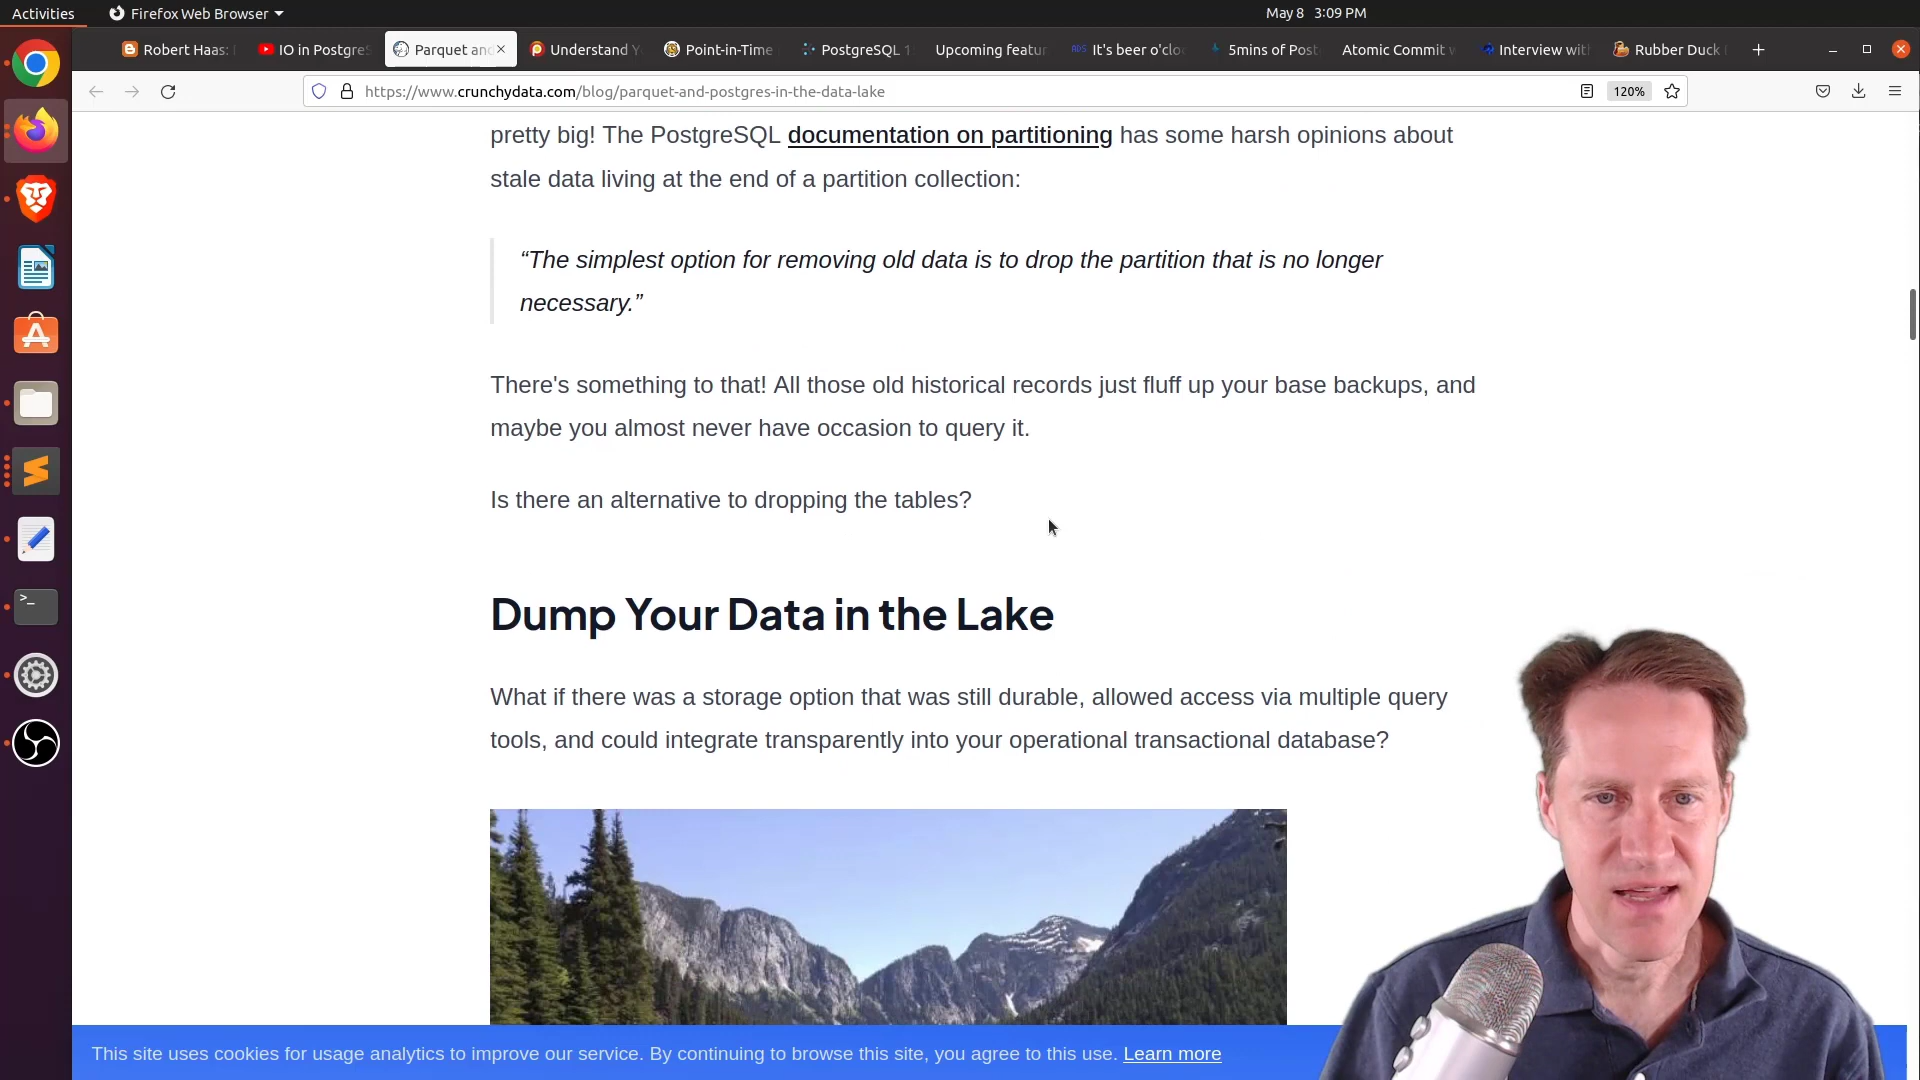 Activities
Firefox Web Browser
May 8 3:09 PM
Robert Haas:
IO in Postgre
Parquet and
Understand Y
Point-in-Time
PostgreSQL 1
Upcoming featur
It's beer o'clo
5mins of Post
Atomic Commit
Interview wit
Rubber Duck
https://www.crunchydata.com/blog/parquet-and-postgres-in-the-data-lake
120%
pretty big! The PostgreSQL documentation on partitioning has some harsh opinions about
stale data living at the end of a partition collection:
“The simplest option for removing old data is to drop the partition that is no longer
necessary.”
There's something to that! All those old historical records just fluff up your base backups, and
maybe you almost never have occasion to query it.
Is there an alternative to dropping the tables?
Dump Your Data in the Lake
What if there was a storage option that was still durable, allowed access via multiple query
tools, and could integrate transparently into your operational transactional database?
This site uses cookies for usage analytics to improve our service. By continuing to browse this site, you agree to this use. Learn more